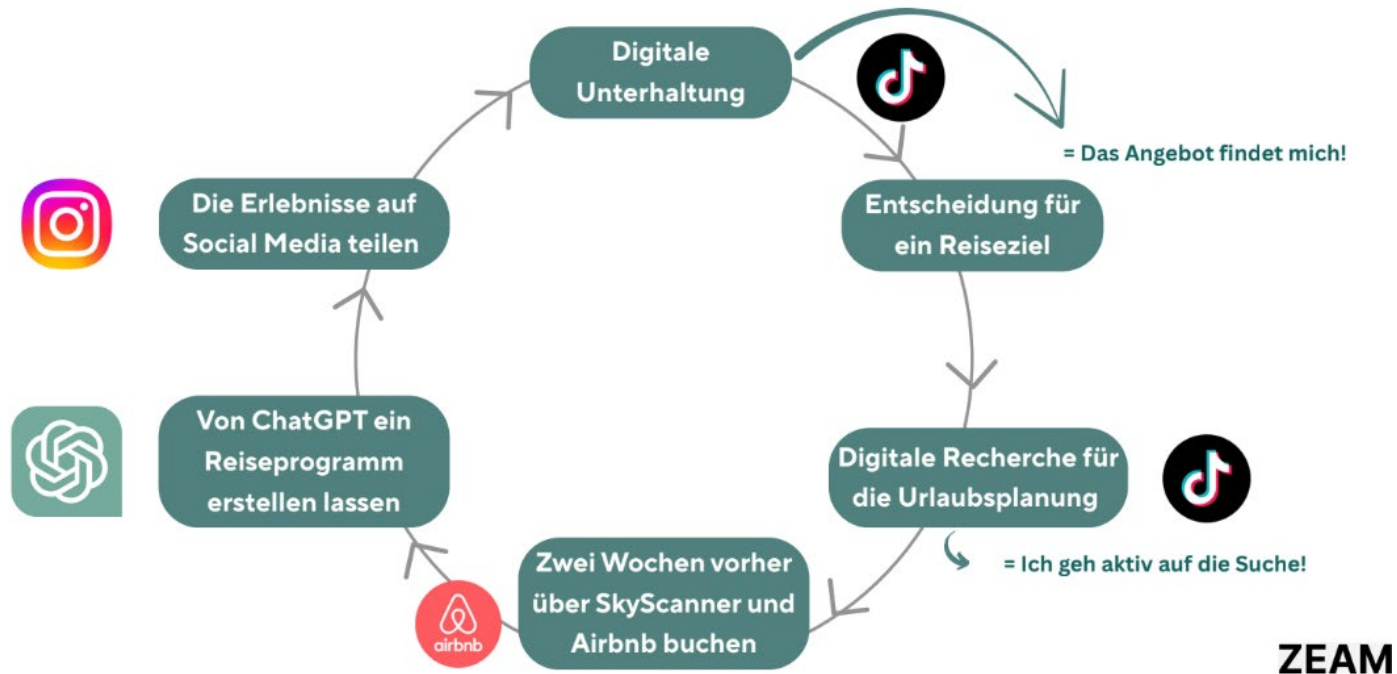 Digitale
Unterhaltung
= Das Angebot findet mich!
Entscheidung für
ein Reiseziel
Digitale Recherche für
die Urlaubsplanung
= Ich geh aktiv auf die Suche!
Zwei Wochen vorher
über SkyScanner und
Airbnb buchen
airbnb
Von ChatGPT ein
Reiseprogramm
erstellen lassen
Die Erlebnisse auf
Social Media teilen
ZEAM